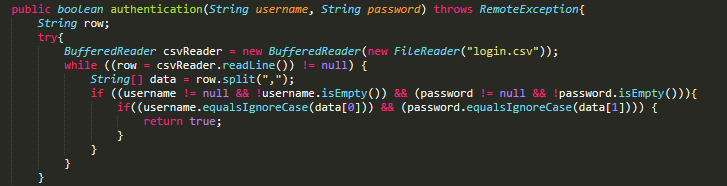 public boolean authentication(String username, String password) throws RemoteException{
String row;
try{
BufferedReader csvReader = new BufferedReader(new FileReader("login.csv"));
while ((row = csvReader.readLine()) != null) {
String[] data = row.split(",");
if ((username != null && !username.isEmpty()) && (password != null && !password.isEmpty())){
if((username.equalsIgnoreCase(data[0])) && (password.equalsIgnoreCase(data[1]))) {
return true;
}
}
}
}